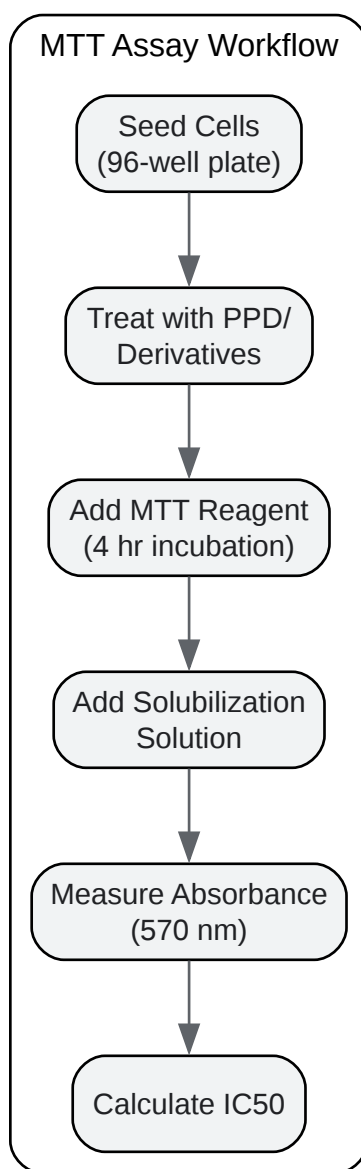 MTT Assay Workflow
Seed Cells
(96-well plate)
Treat with PPD/
Derivatives
Add MTT Reagent
(4 hr incubation)
Add Solubilization
Solution
Measure Absorbance
(570 nm)
Calculate IC50